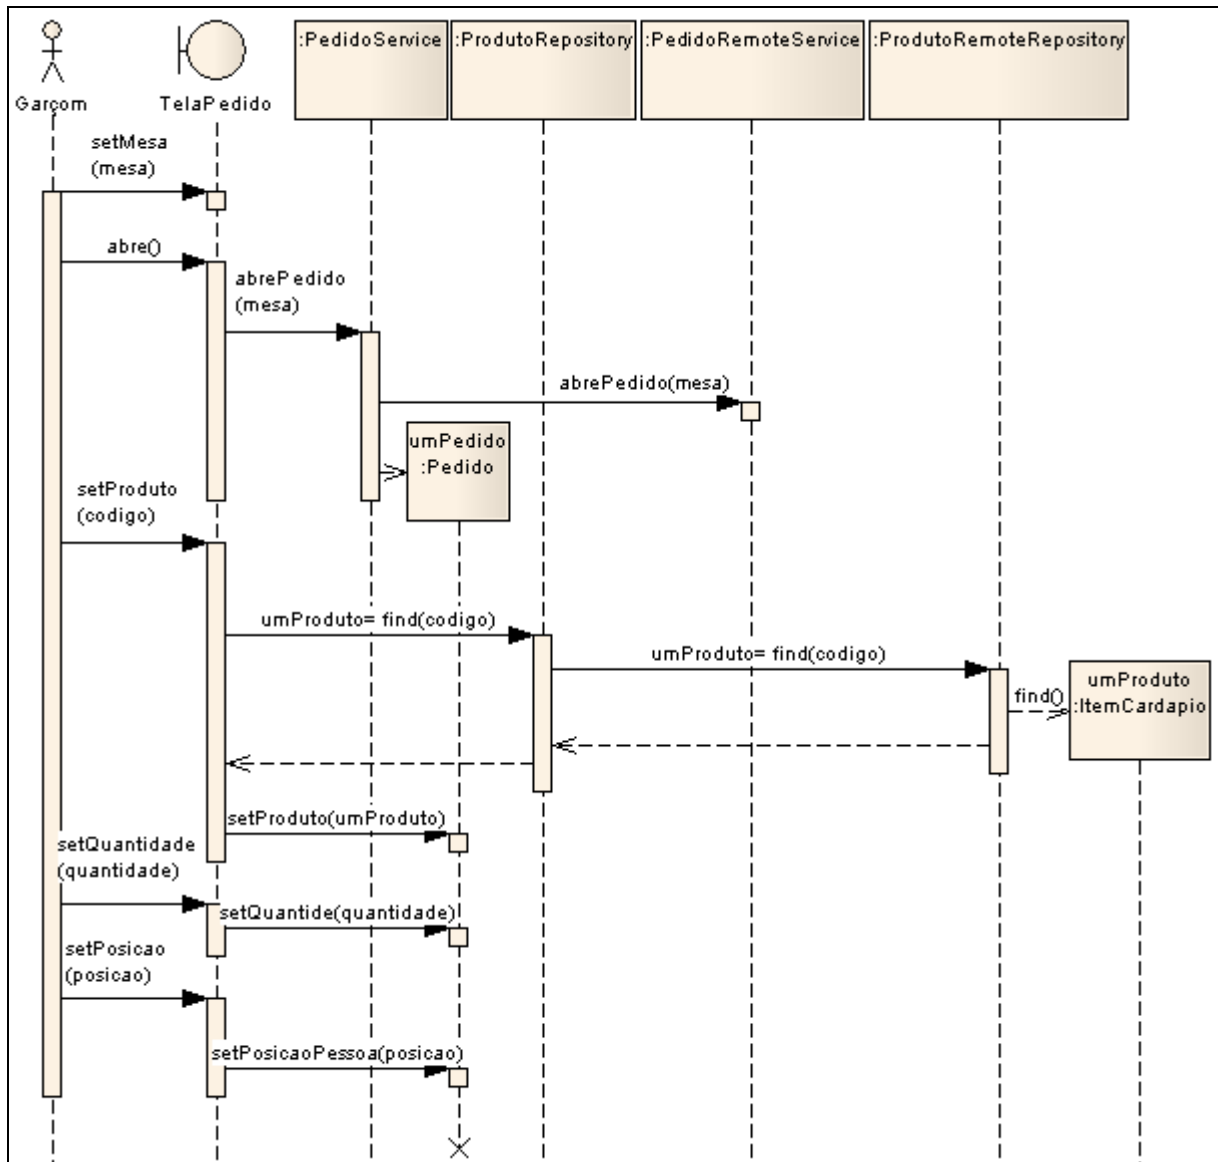 :PedidoService
:ProdutoRepository
:PedidoRemoteService
:ProdutoRemoteRepository
Garçom
TelaPedido
setMesa
(mesa)
abre()
abrePedido
(mesa)
abrePedido(mesa)
umPedido
:Pedido
setProduto
(codigo)
umProduto= find(codigo)
umProduto= find(codigo)
find()
umProduto
:ItemCardapio
setProduto(umProduto)
setQuantidade
(quantidade)
setQuantide(quantidade)
setPosicao
(posicao)
setPosicaoPessoa(posicao)